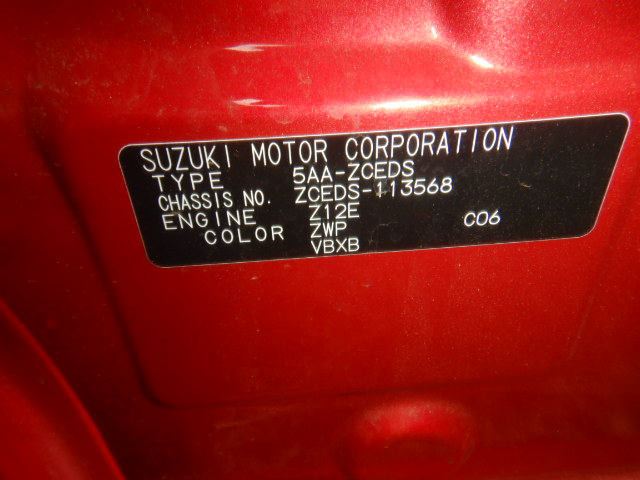 SUZUKI MOTOR CORPORATION
TYPE 5AA-ZCEDS
CHASSIS NO. ZCEDS-113568
ENGINE Z12E C06
COLOR ZWP
VBXB